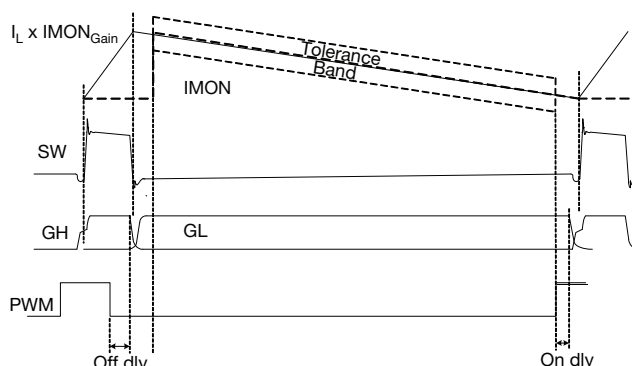 I_L x IMON_Gain
Tolerance
Band
IMON
SW
GH
GL
PWM
Off dly
On dly